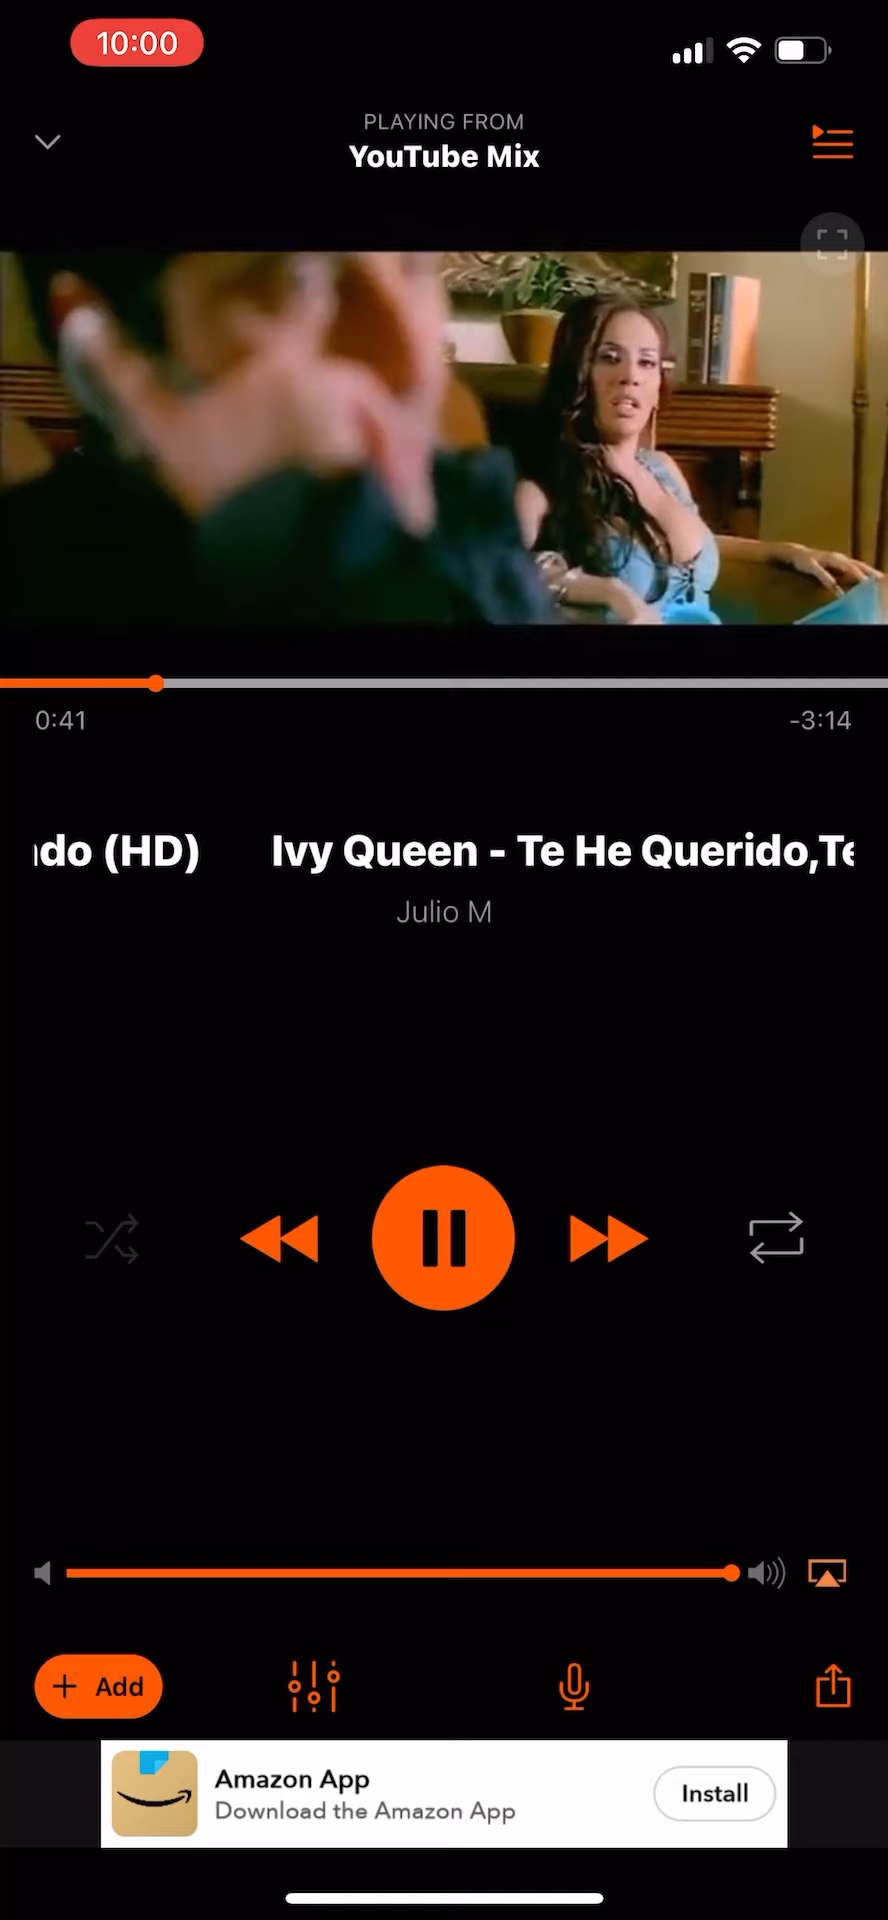 10:00
PLAYING FROM
YouTube Mix
0:41
-3:14
do (HD) Ivy Queen - Te He Querido,Te
Julio M
+ Add
Amazon App
Download the Amazon App
Install